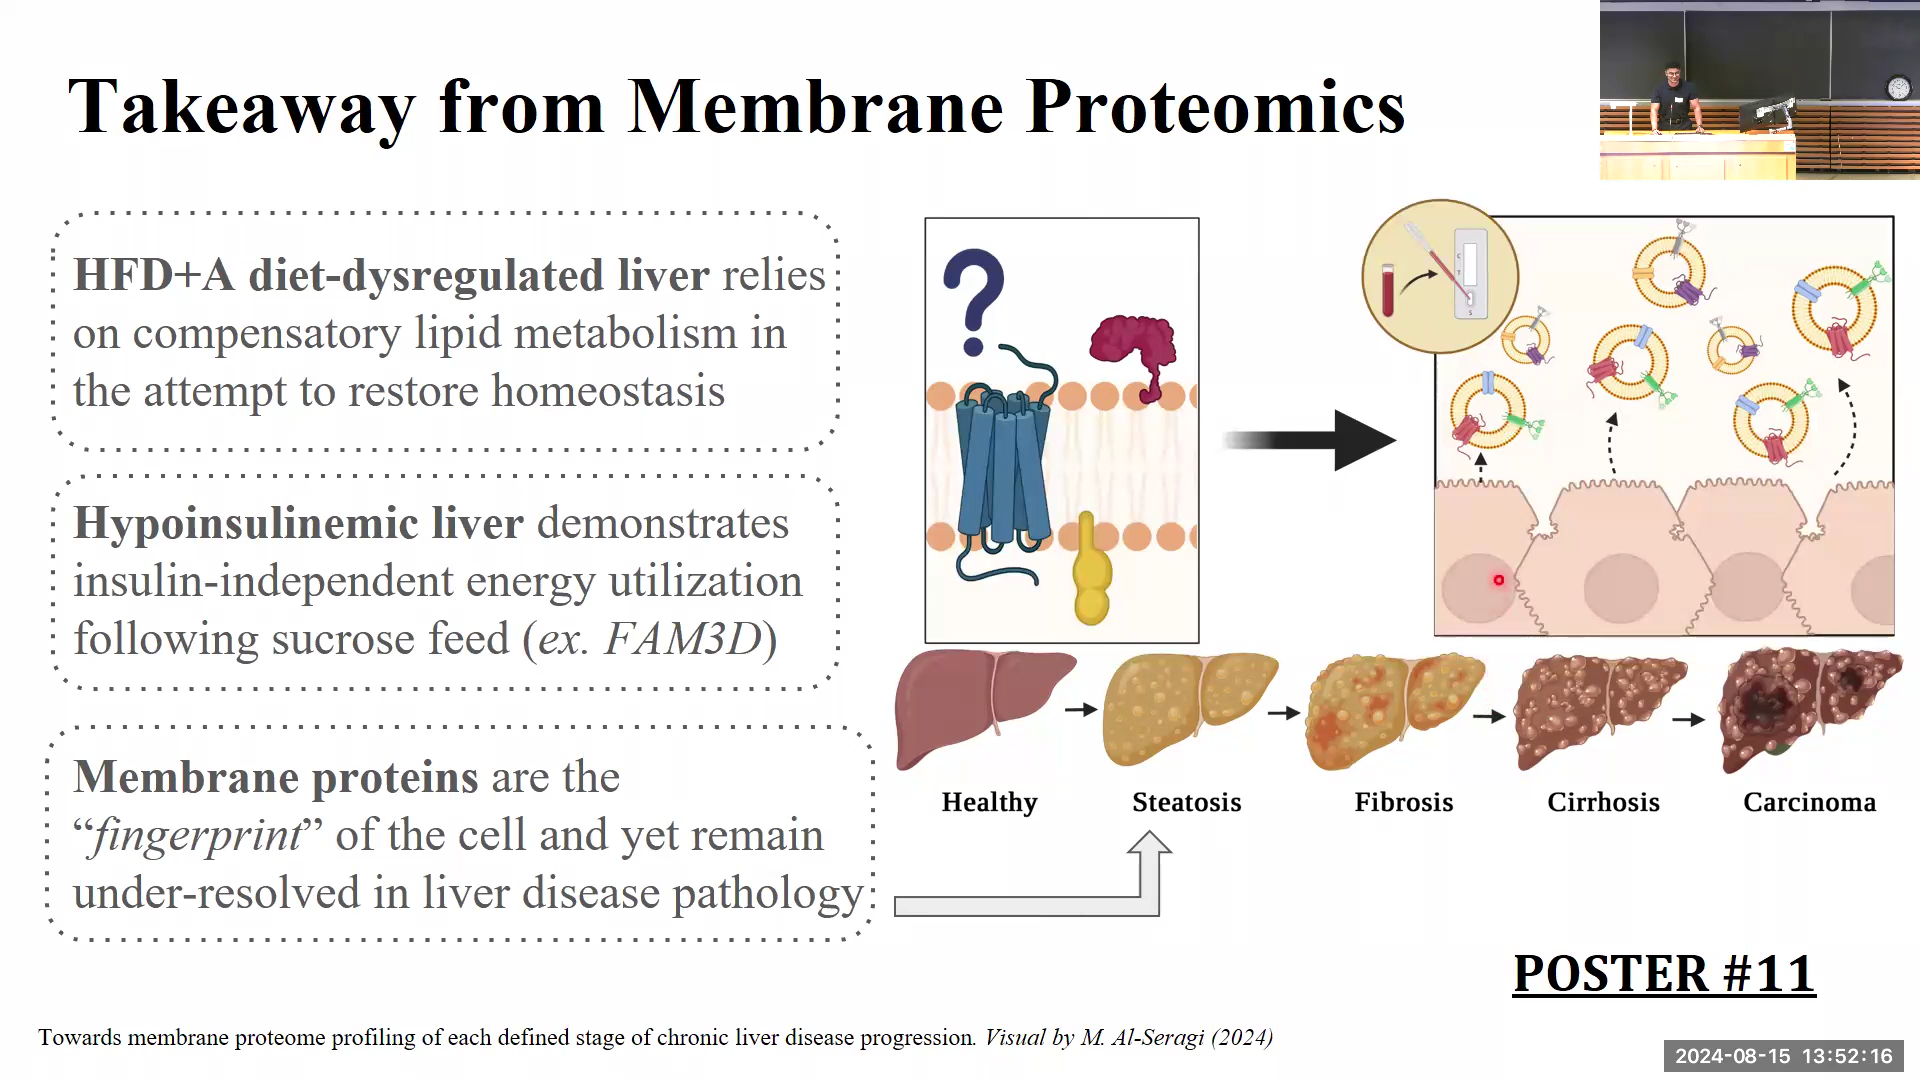 Takeaway from Membrane Proteomics
HFD+A diet-dysregulated liver relies
on compensatory lipid metabolism in
the attempt to restore homeostasis
Hypoinsulinemic liver demonstrates
insulin-independent energy utilization
following sucrose feed (ex. FAM3D)
Membrane proteins are the
“fingerprint” of the cell and yet remain
under-resolved in liver disease pathology
?
C
T
S
Healthy
Steatosis
Fibrosis
Cirrhosis
Carcinoma
POSTER #11
Towards membrane proteome profiling of each defined stage of chronic liver disease progression. Visual by M. Al-Seragi (2024)
2024-08-15 13:52:16